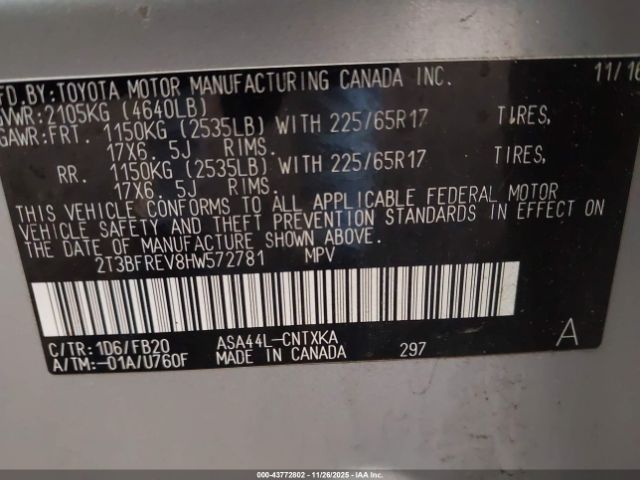 FD.BY:TOYOTA MOTOR MANUFACTURING CANADA INC. 11/16
GVWR:2105KG (4640LB)
GAWR:FRT. 1150KG (2535LB) WITH 225/65R17 TIRES,
17X6.5J RIMS.
RR. 1150KG (2535LB) WITH 225/65R17 TIRES,
17X6.5J RIMS.
THIS VEHICLE CONFORMS TO ALL APPLICABLE FEDERAL MOTOR
VEHICLE SAFETY AND THEFT PREVENTION STANDARDS IN EFFECT ON
THE DATE OF MANUFACTURE SHOWN ABOVE.
2T3BFREV8HW572781 MPV
C/TR:1D6/FB20 ASA44L-CNTXKA A
A/TM:-01A/U760F MADE IN CANADA 297
000-43772802 - 11/26/2025 - IAAI.com